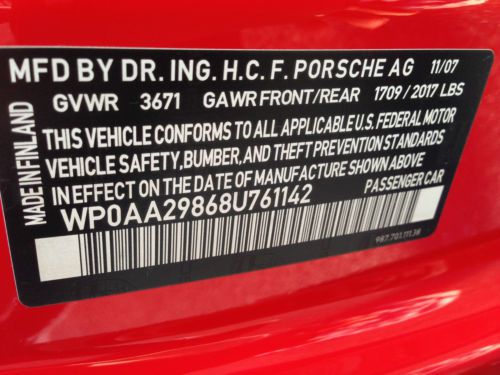 MFD BY DR. ING. H.C. F. PORSCHE AG 11/07
GVWR 3671 GAWR FRONT/REAR 1709 / 2017 LBS
MADE IN FINLAND
THIS VEHICLE CONFORMS TO ALL APPLICABLE U.S. FEDERAL MOTOR
VEHICLE SAFETY, BUMPER, AND THEFT PREVENTION STANDARDS
IN EFFECT ON THE DATE OF MANUFACTURE SHOWN ABOVE.
WP0AA29868U761142 PASSENGER CAR
987.701.111.38